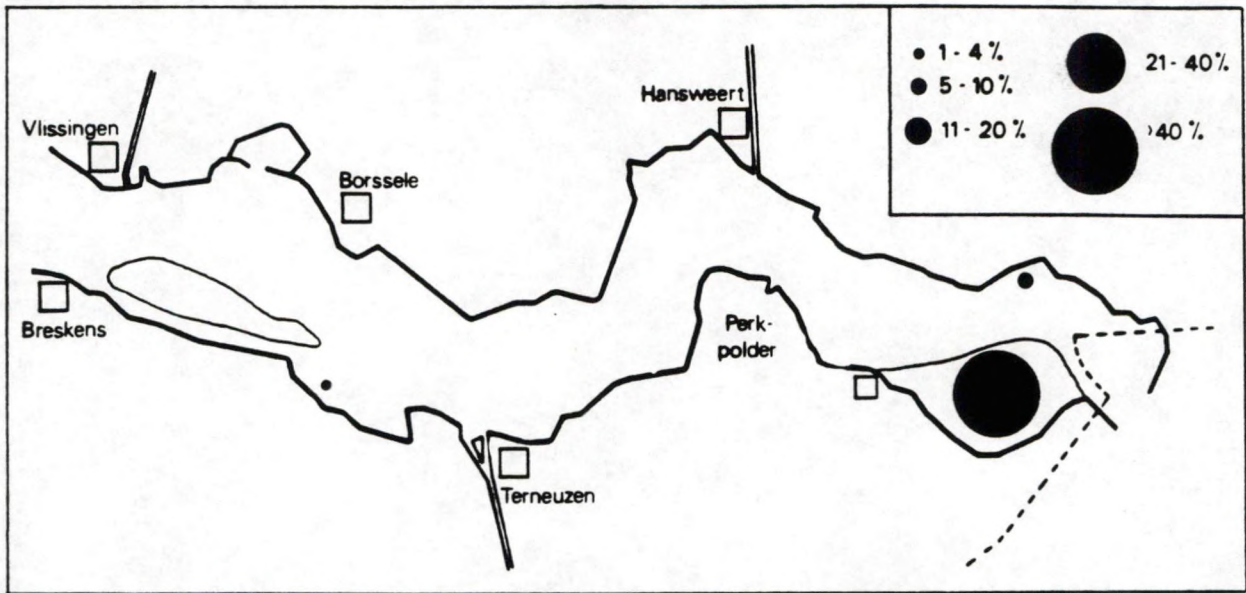 Vlissingen
Breskens
Borssele
Terneuzen
Hansweert
Perk-
polder
1 - 4 %
5 - 10 %
11 - 20 %
21 - 40 %
>40 %